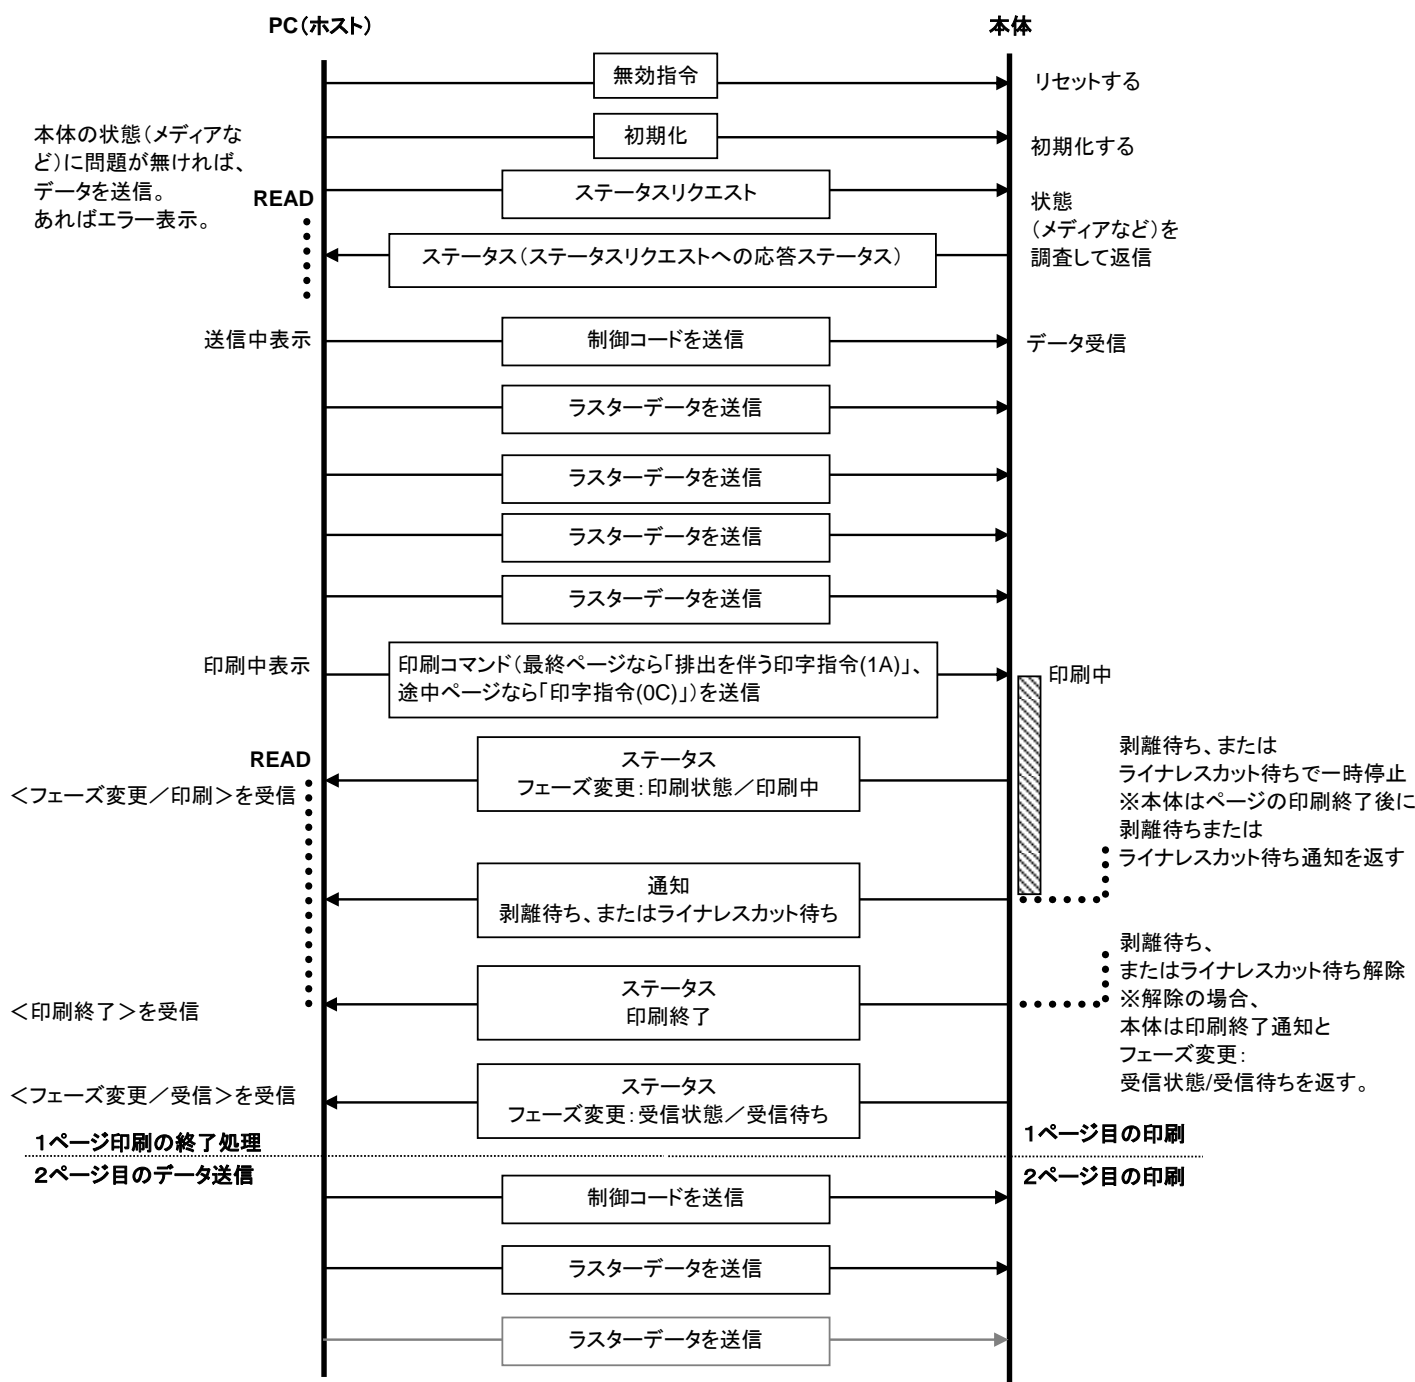 PC（ホスト）
本体
無効指令
リセットする
本体の状態（メディアな
ど）に問題が無ければ、
データを送信。
あればエラー表示。
初期化
初期化する
READ
ステータスリクエスト
状態
（メディアなど）を
調査して返信
ステータス（ステータスリクエストへの応答ステータス）
送信中表示
制御コードを送信
データ受信
ラスターデータを送信
ラスターデータを送信
ラスターデータを送信
ラスターデータを送信
印刷中表示
印刷コマンド（最終ページなら「排出を伴う印字指令(1A)」、
途中ページなら「印字指令(0C)」）を送信
印刷中
READ
＜フェーズ変更／印刷＞を受信
ステータス
フェーズ変更：印刷状態／印刷中
剥離待ち、または
ライナレスカット待ちで一時停止
※本体はページの印刷終了後に
剥離待ちまたは
ライナレスカット待ち通知を返す
通知
剥離待ち、またはライナレスカット待ち
＜印刷終了＞を受信
ステータス
印刷終了
剥離待ち、
またはライナレスカット待ち解除
※解除の場合、
本体は印刷終了通知と
フェーズ変更：
受信状態/受信待ちを返す。
＜フェーズ変更／受信＞を受信
ステータス
フェーズ変更：受信状態／受信待ち
１ページ印刷の終了処理
１ページ目の印刷
２ページ目のデータ送信
２ページ目の印刷
制御コードを送信
ラスターデータを送信
ラスターデータを送信